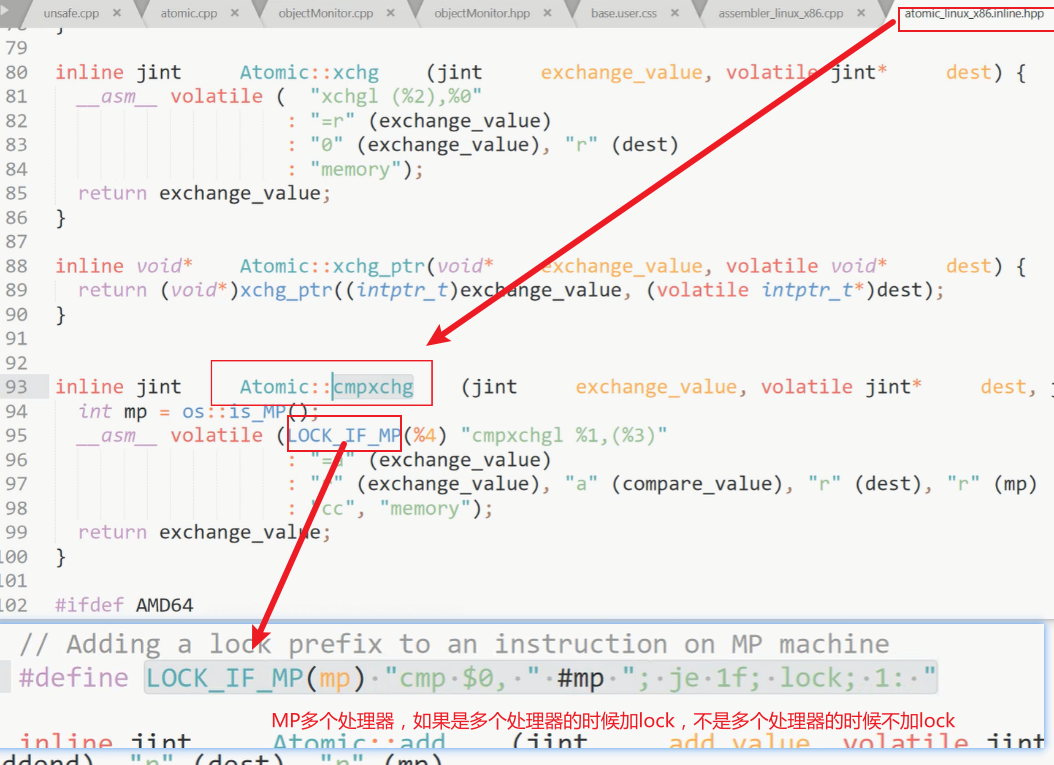 unsafe.cpp × atomic.cpp × objectMonitor.cpp × objectMonitor.hpp × base.user.css × assembler_linux_x86.cpp × atomic_linux_x86.inline.hpp
79
80 inline jint Atomic::xchg (jint exchange_value, volatile jint* dest) {
81 __asm__ volatile ( "xchgl (%2),%0"
82 : "=r" (exchange_value)
83 : "0" (exchange_value), "r" (dest)
84 : "memory");
85 return exchange_value;
86 }
87
88 inline void* Atomic::xchg_ptr(void* exchange_value, volatile void* dest) {
89 return (void*)xchg_ptr((intptr_t)exchange_value, (volatile intptr_t*)dest);
90 }
91
92
93 inline jint Atomic::cmpxchg (jint exchange_value, volatile jint* dest,
94 int mp = os::is_MP();
95 __asm__ volatile (LOCK_IF_MP(%4) "cmpxchgl %1,(%3)"
96 : "=a" (exchange_value)
97 : "r" (exchange_value), "a" (compare_value), "r" (dest), "r" (mp)
98 : "cc", "memory");
99 return exchange_value;
100 }
101
102 #ifdef AMD64
// Adding a lock prefix to an instruction on MP machine
#define LOCK_IF_MP(mp) "cmp $0, " #mp "; je 1f; lock; 1: "
MP多个处理器，如果是多个处理器的时候加lock，不是多个处理器的时候不加lock
inline jint Atomic::add (jint add_value, volatile jint
addend), "r" (dest), "r" (mp)